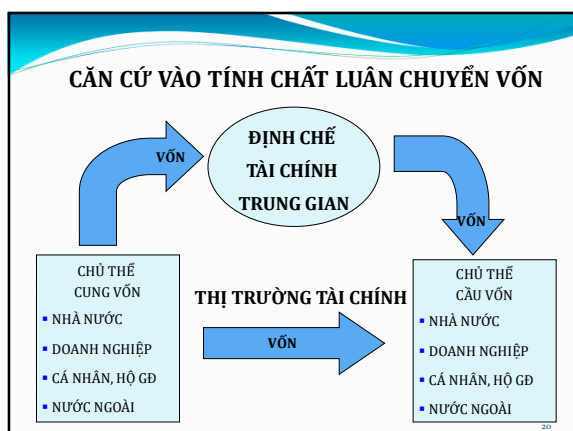 CĂN CỨ VÀO TÍNH CHẤT LUÂN CHUYỂN VỐN
ĐỊNH CHẾ
TÀI CHÍNH
TRUNG GIAN
VỐN
VỐN
CHỦ THỂ
CUNG VỐN
▪ NHÀ NƯỚC
▪ DOANH NGHIỆP
▪ CÁ NHÂN, HỘ GĐ
▪ NƯỚC NGOÀI
THỊ TRƯỜNG TÀI CHÍNH
VỐN
CHỦ THỂ
CẦU VỐN
▪ NHÀ NƯỚC
▪ DOANH NGHIỆP
▪ CÁ NHÂN, HỘ GĐ
▪ NƯỚC NGOÀI
20